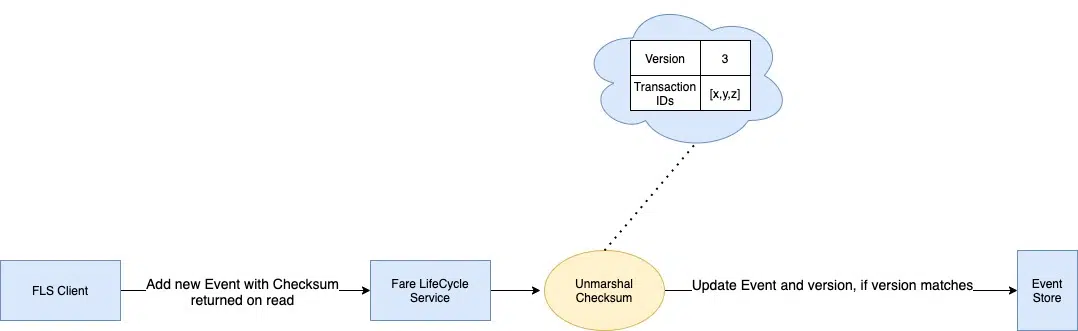 Version
3
Transaction
IDs
[x,y,z]
FLS Client
Add new Event with Checksum
returned on read
Fare LifeCycle
Service
Unmarshal
Checksum
Update Event and version, if version matches
Event
Store